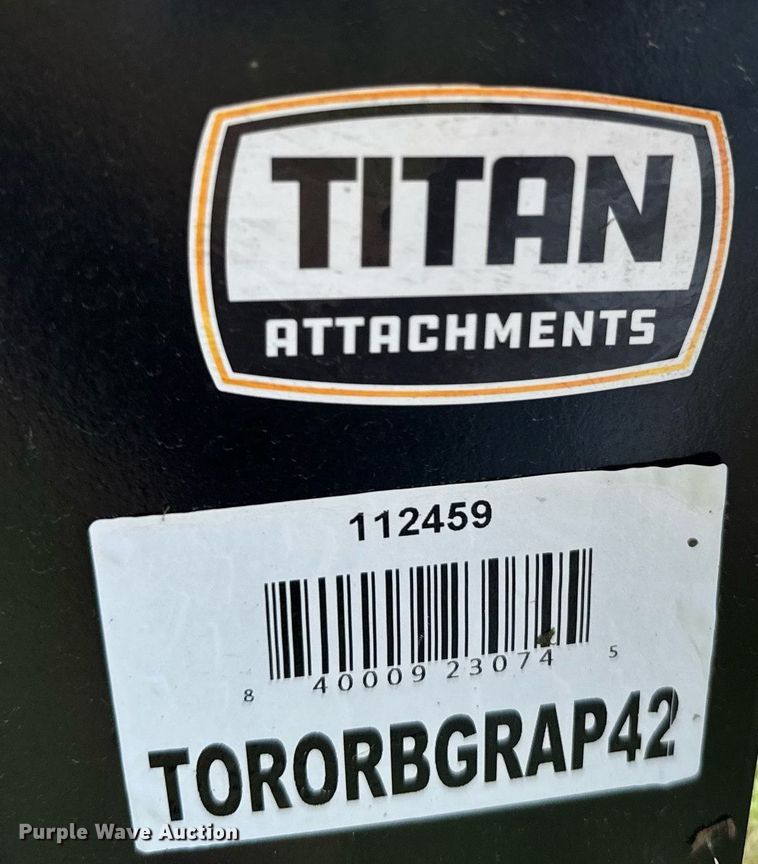 TITAN
ATTACHMENTS
112459
8 40009 23074 5
TORORBGRAP42
Purple Wave Auction